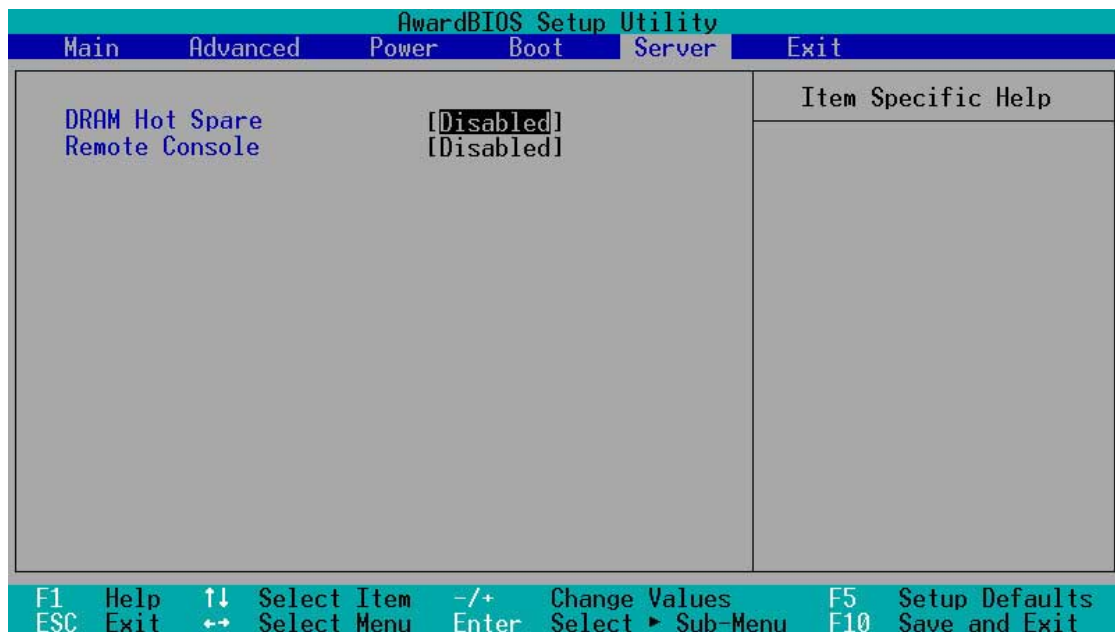 AwardBIOS Setup Utility
Main Advanced Power Boot Server Exit
DRAM Hot Spare [Disabled]
Remote Console [Disabled]
Item Specific Help
F1 Help ↑↓ Select Item -/+ Change Values F5 Setup Defaults
ESC Exit ←→ Select Menu Enter Select ► Sub-Menu F10 Save and Exit